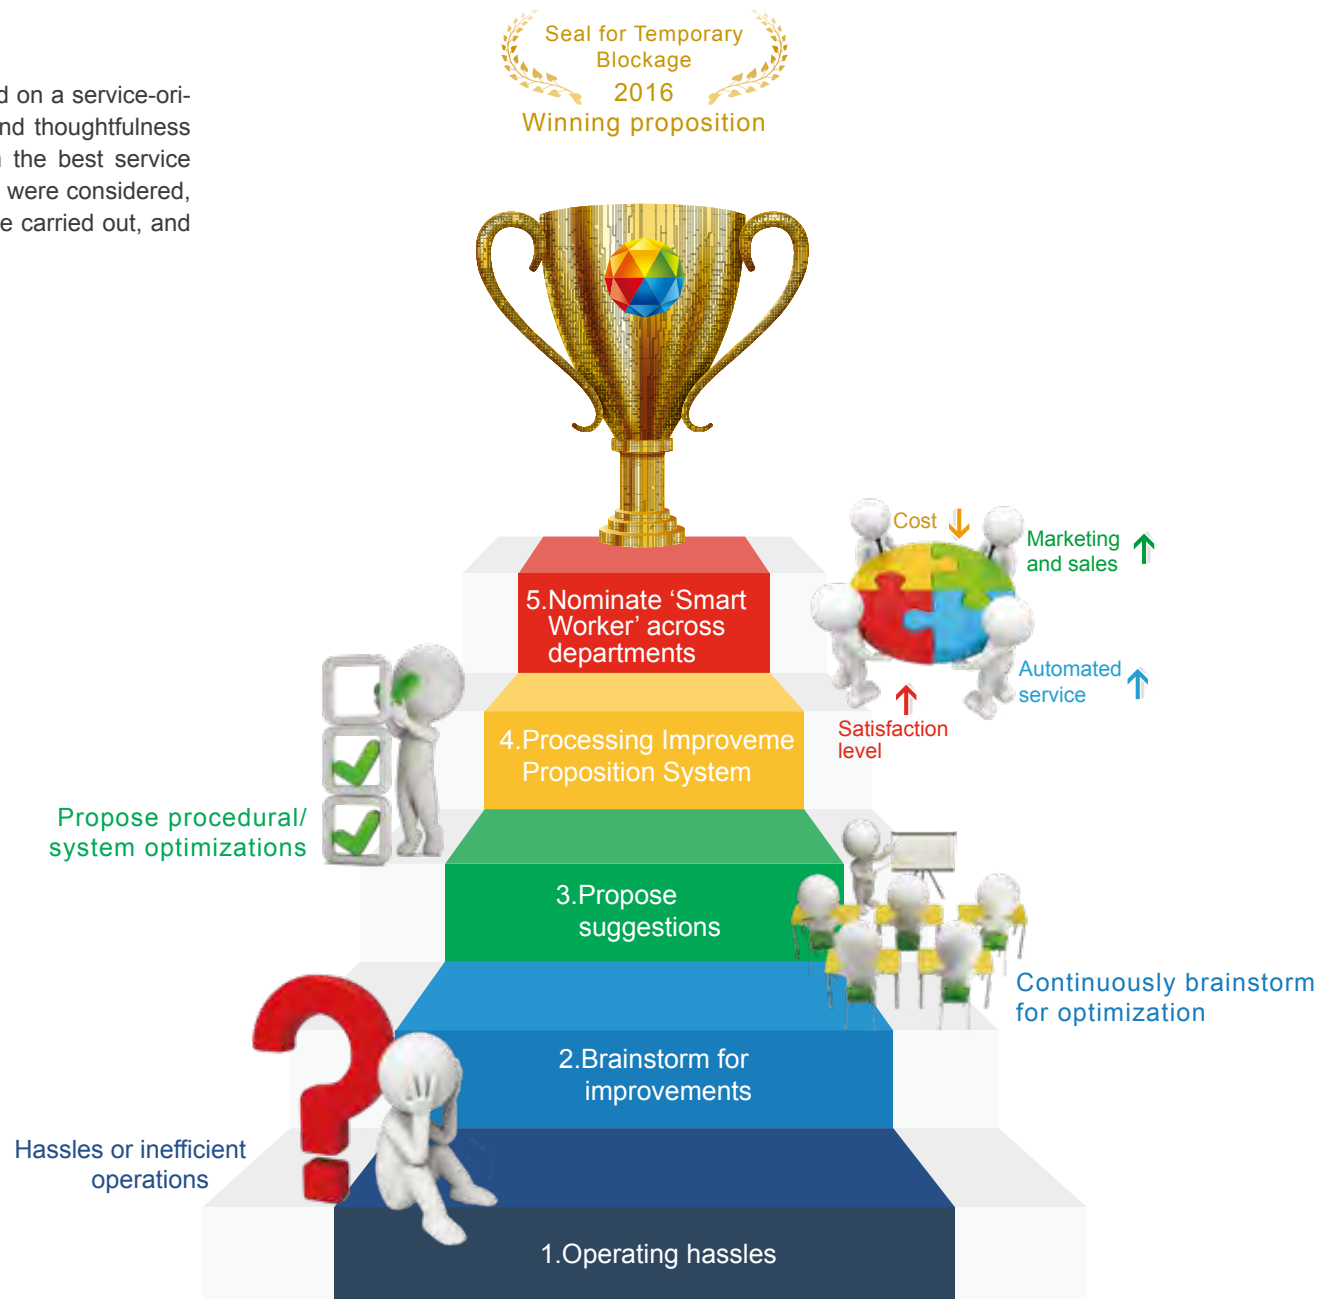 Seal for Temporary
Blockage
2016
Winning proposition
d on a service-ori-
nd thoughtfulness
the best service
were considered,
e carried out, and
Cost
Marketing
and sales
5.Nominate ‘Smart
Worker’ across
departments
Automated
service
Satisfaction
level
4.Processing Improveme
Proposition System
Propose procedural/
system optimizations
3.Propose
suggestions
Continuously brainstorm
for optimization
2.Brainstorm for
improvements
Hassles or inefficient
operations
1.Operating hassles